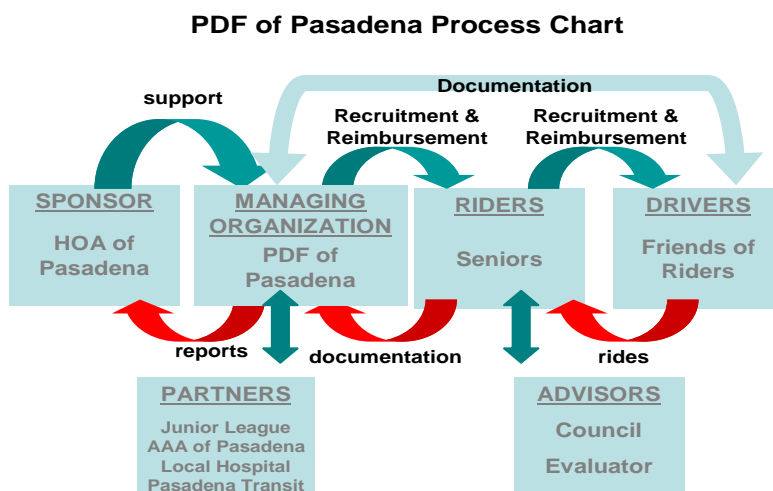 PDF of Pasadena Process Chart
Documentation
support
Recruitment &
Reimbursement
Recruitment &
Reimbursement
SPONSOR
HOA of
Pasadena
MANAGING
ORGANIZATION
PDF of
Pasadena
RIDERS
Seniors
DRIVERS
Friends of
Riders
reports
documentation
rides
PARTNERS
Junior League
AAA of Pasadena
Local Hospital
Pasadena Transit
ADVISORS
Council
Evaluator